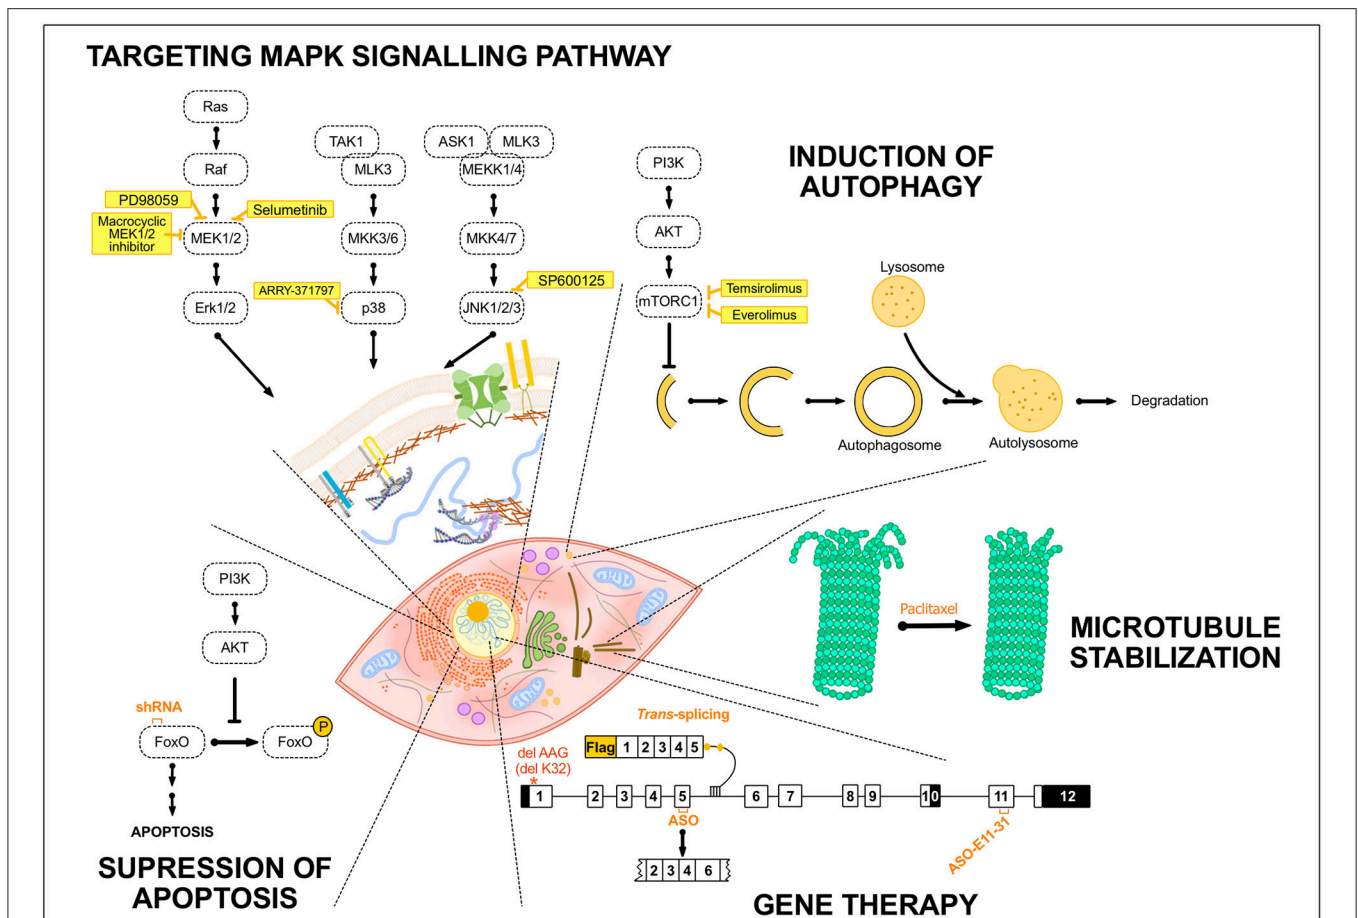 TARGETING MAPK SIGNALLING PATHWAY
Ras
Raf
PD98059
Selumetinib
Macrocyclic
MEK1/2
inhibitor
MEK1/2
Erk1/2
TAK1
MLK3
MKK3/6
ARRY-371797
p38
ASK1
MLK3
MEKK1/4
MKK4/7
SP600125
JNK1/2/3
INDUCTION OF
AUTOPHAGY
PI3K
AKT
mTORC1
Temsirolimus
Everolimus
Lysosome
Autophagosome
Autolysosome
Degradation
Paclitaxel
MICROTUBULE
STABILIZATION
PI3K
AKT
shRNA
FoxO
FoxO
P
APOPTOSIS
SUPRESSION OF
APOPTOSIS
Trans-splicing
Flag 1 2 3 4 5
del AAG
(del K32)
*
1 2 3 4 5 6 7 8 9 10 11 12
ASO
ASO-E11-31
2 3 4 6
GENE THERAPY